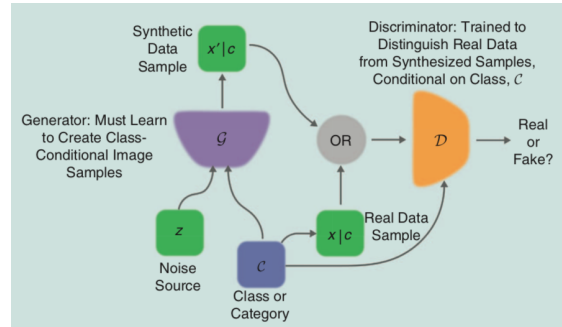 Synthetic
Data
Sample
x'|c
Discriminator: Trained to
Distinguish Real Data
from Synthesized Samples,
Conditional on Class, C
Generator: Must Learn
to Create Class-
Conditional Image
Samples
G
OR
D
Real
or
Fake?
z
Noise
Source
C
Class or
Category
x|c
Real Data
Sample